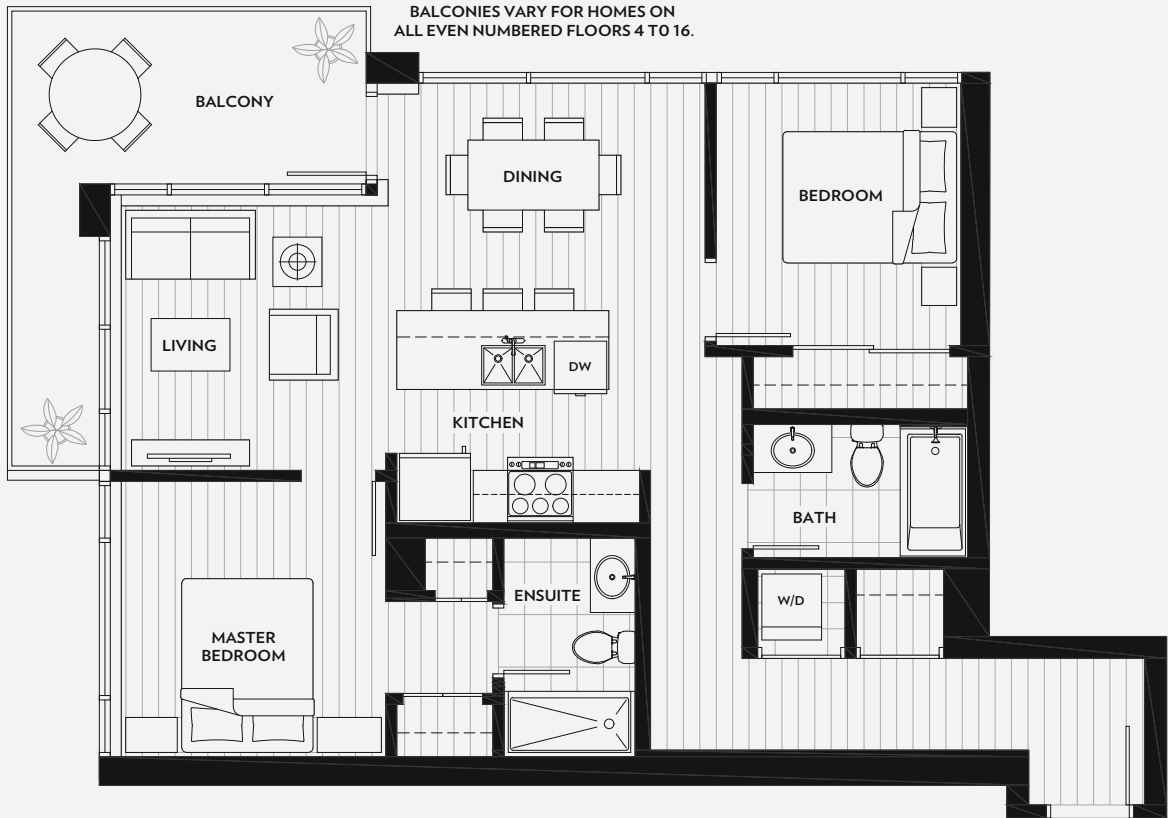 BALCONIES VARY FOR HOMES ON
ALL EVEN NUMBERED FLOORS 4 TO 16.
BALCONY
DINING
BEDROOM
LIVING
DW
KITCHEN
BATH
ENSUITE
W/D
MASTER
BEDROOM